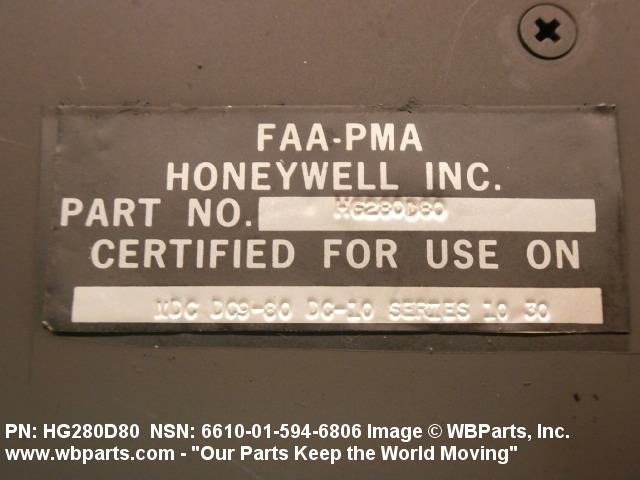 FAA-PMA
HONEYWELL INC.
PART NO. HG280D80
CERTIFIED FOR USE ON
MDC DC9-80 DC-10 SERIES 10 30
PN: HG280D80 NSN: 6610-01-594-6806 Image © WBParts, Inc.
www.wbparts.com - "Our Parts Keep the World Moving"